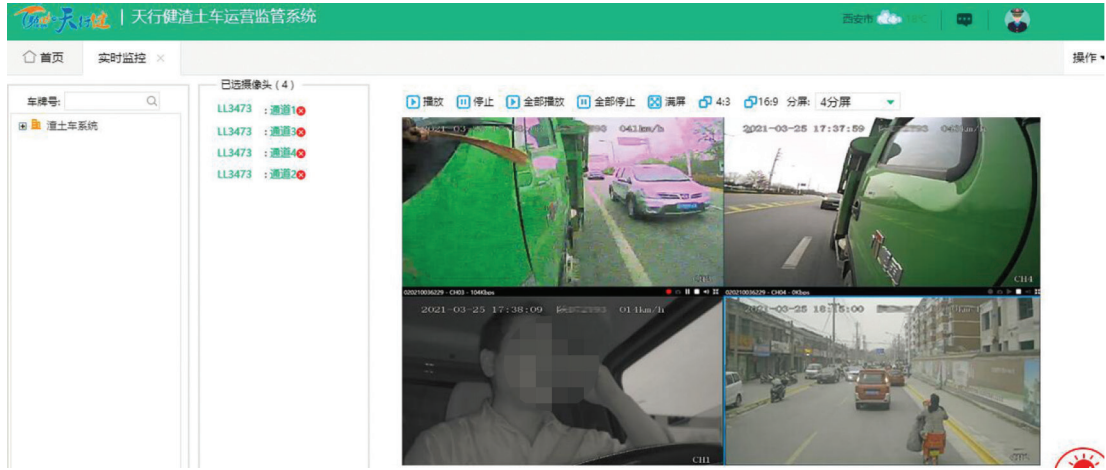 天行健 | 天行健渣土车运营监管系统
西安市
首页
实时监控 ×
操作
车牌号:
渣土车系统
已选摄像头 ( 4 )
LL3473 : 通道1
LL3473 : 通道3
LL3473 : 通道4
LL3473 : 通道2
播放 停止 全部播放 全部停止 满屏 4:3 16:9 分屏: 4分屏
041km/h
2021-03-25 17:37:59
CH4
020210036229 - CH03 - 104Kbps
020210036229 - CH04 - 0Kbps
2021-03-25 17:38:09
014km/h
CH1
2021-03-25